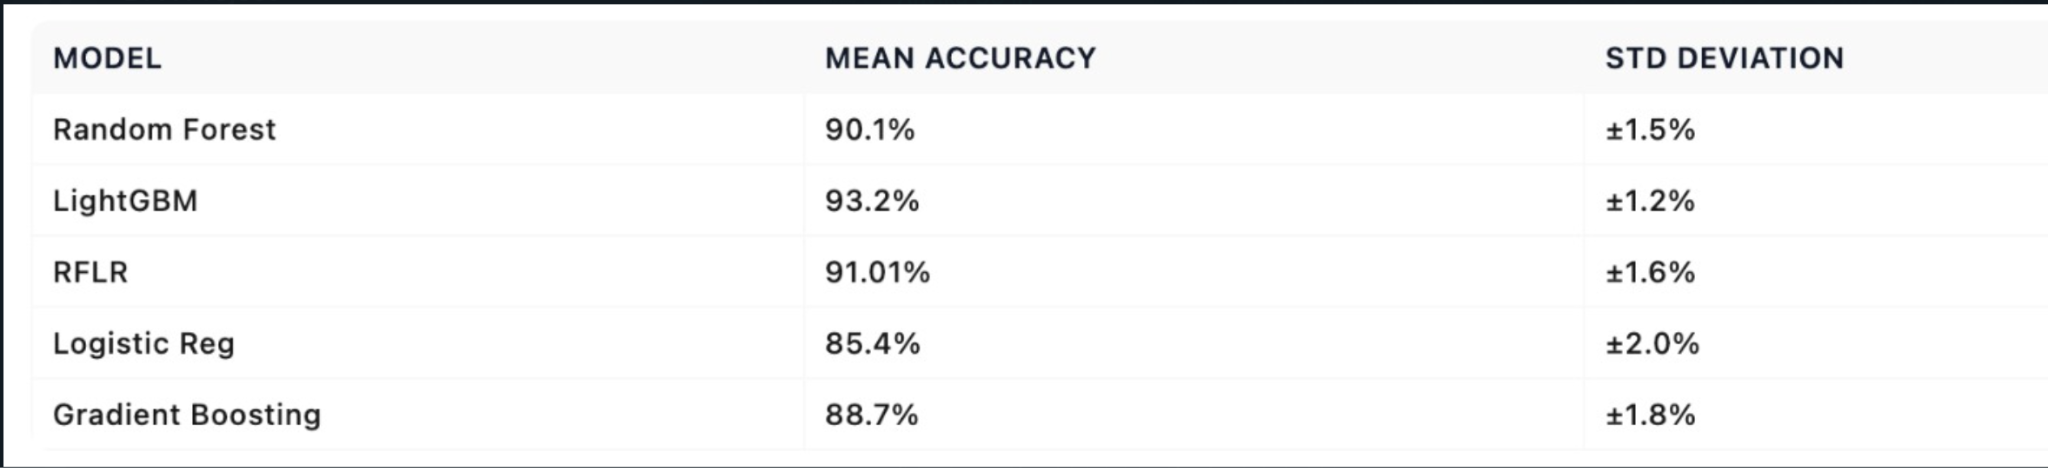 MODEL MEAN ACCURACY STD DEVIATION
Random Forest 90.1% ±1.5%
LightGBM 93.2% ±1.2%
RFLR 91.01% ±1.6%
Logistic Reg 85.4% ±2.0%
Gradient Boosting 88.7% ±1.8%